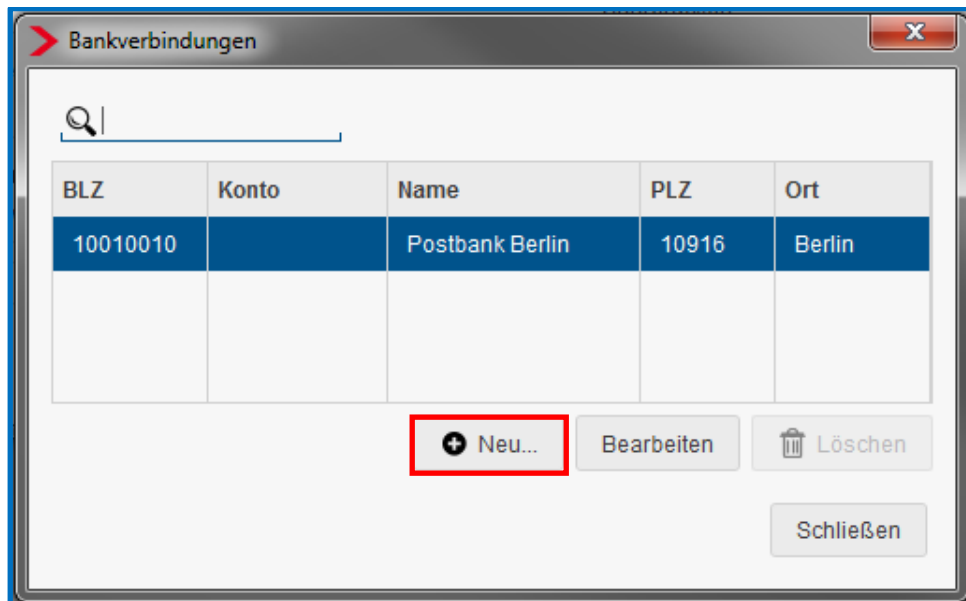 Bankverbindungen
BLZ Konto Name PLZ Ort
10010010 Postbank Berlin 10916 Berlin
Neu... Bearbeiten Löschen
Schließen